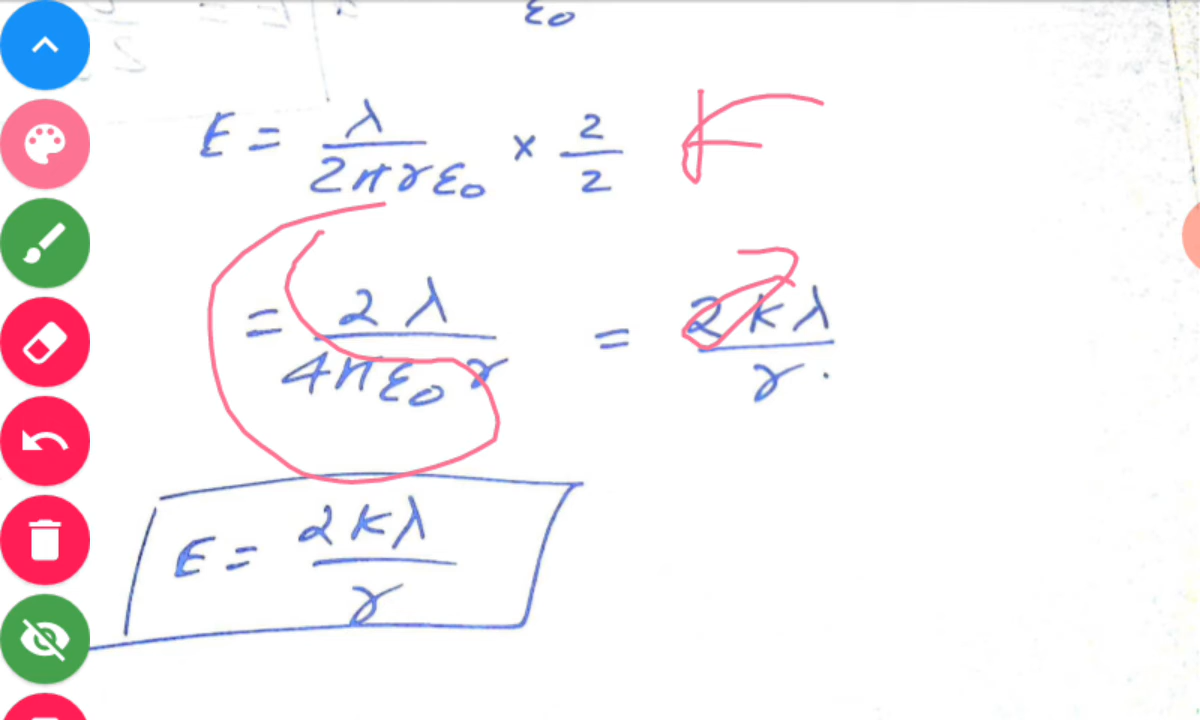 ε₀
E = λ / 2πrε₀ × 2/2
= 2λ / 4πε₀r = 2kλ / r.
E = 2kλ / r